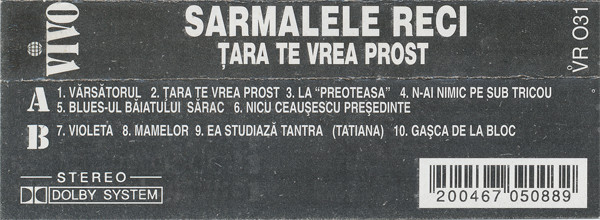 VIVO
SARMALELE RECI
ȚARA TE VREA PROST
VR O31
A
1. VĂRSĂTORUL 2. ȚARA TE VREA PROST 3. LA "PREOTEASA" 4. N-AI NIMIC PE SUB TRICOU
5. BLUES-UL BĂIATULUI SĂRAC 6. NICU CEAUȘESCU PREȘEDINTE
B
7. VIOLETA 8. MAMELOR 9. EA STUDIAZĂ TANTRA (TATIANA) 10. GAȘCA DE LA BLOC
STEREO
DOLBY SYSTEM
200467 050889